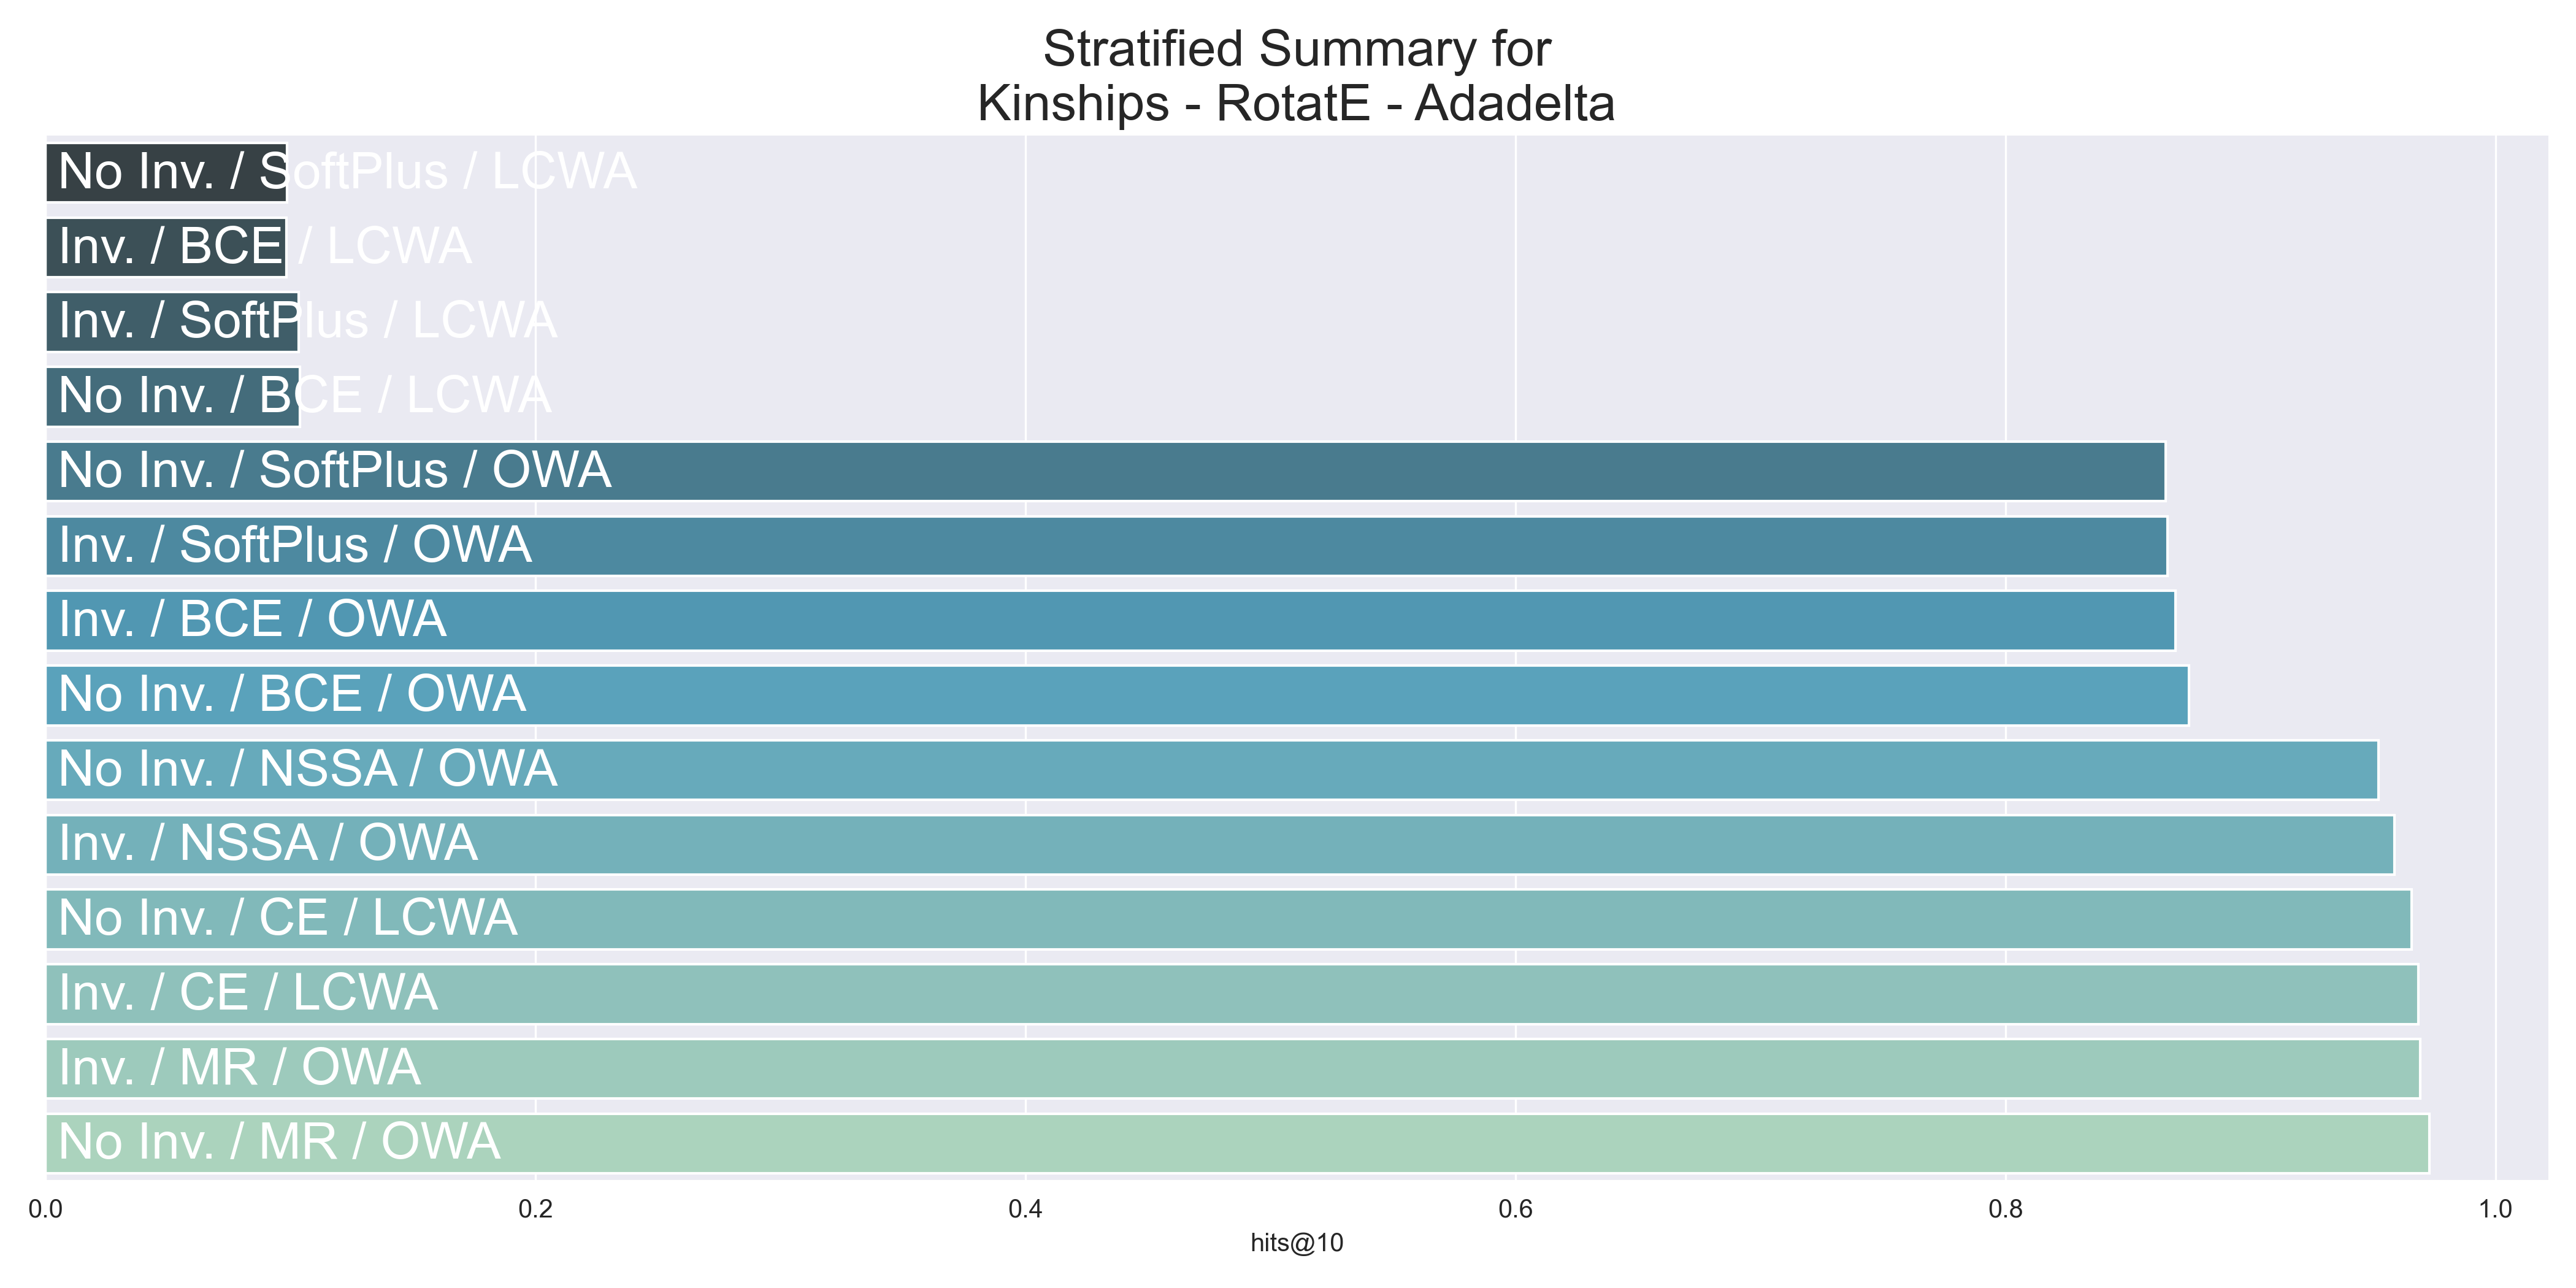 Stratified Summary for
Kinships - RotatE - Adadelta
No Inv. / SoftPlus / LCWA
Inv. / BCE / LCWA
Inv. / SoftPlus / LCWA
No Inv. / BCE / LCWA
No Inv. / SoftPlus / OWA
Inv. / SoftPlus / OWA
Inv. / BCE / OWA
No Inv. / BCE / OWA
No Inv. / NSSA / OWA
Inv. / NSSA / OWA
No Inv. / CE / LCWA
Inv. / CE / LCWA
Inv. / MR / OWA
No Inv. / MR / OWA
0.0 0.2 0.4 0.6 0.8 1.0
hits@10